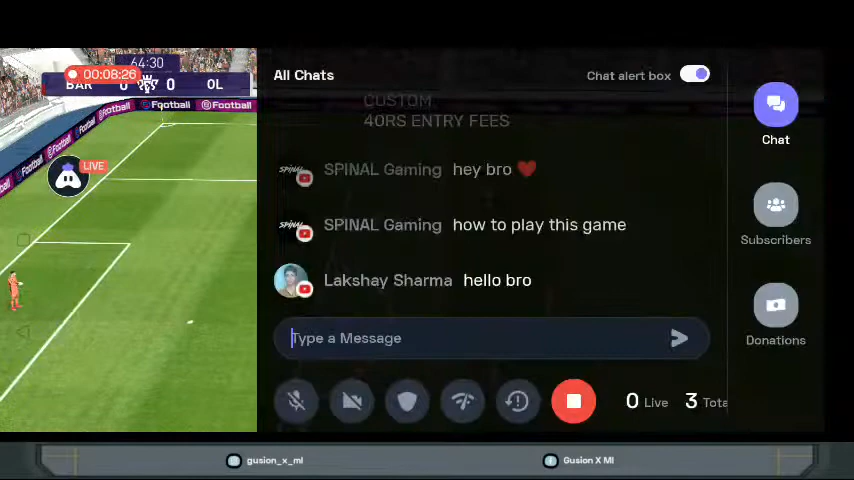 64:30
00:08:26
BAR 0 0 OL
Football eFootball eFootball
LIVE
All Chats
Chat alert box
CUSTOM
40RS ENTRY FEES
SPINAL Gaming hey bro ❤️
SPINAL Gaming how to play this game
Lakshay Sharma hello bro
Type a Message
0 Live 3 Tota
Chat
Subscribers
Donations
gusion_x_ml
Gusion X Ml